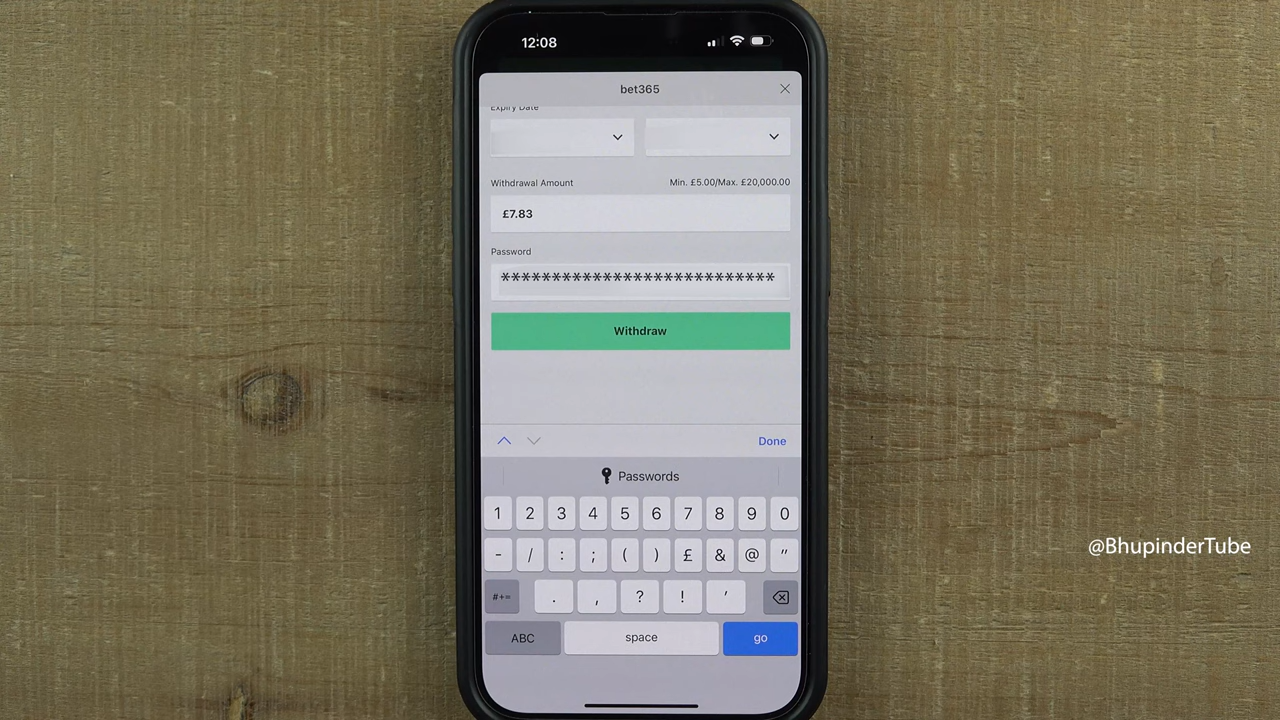 12:08
bet365
Expiry Date
Withdrawal Amount Min. £5.00/Max. £20,000.00
£7.83
Password
***************************
Withdraw
Done
Passwords
1 2 3 4 5 6 7 8 9 0
- / : ; ( ) £ & @ "
@BhupinderTube
#+= . , ? ! '
ABC space go